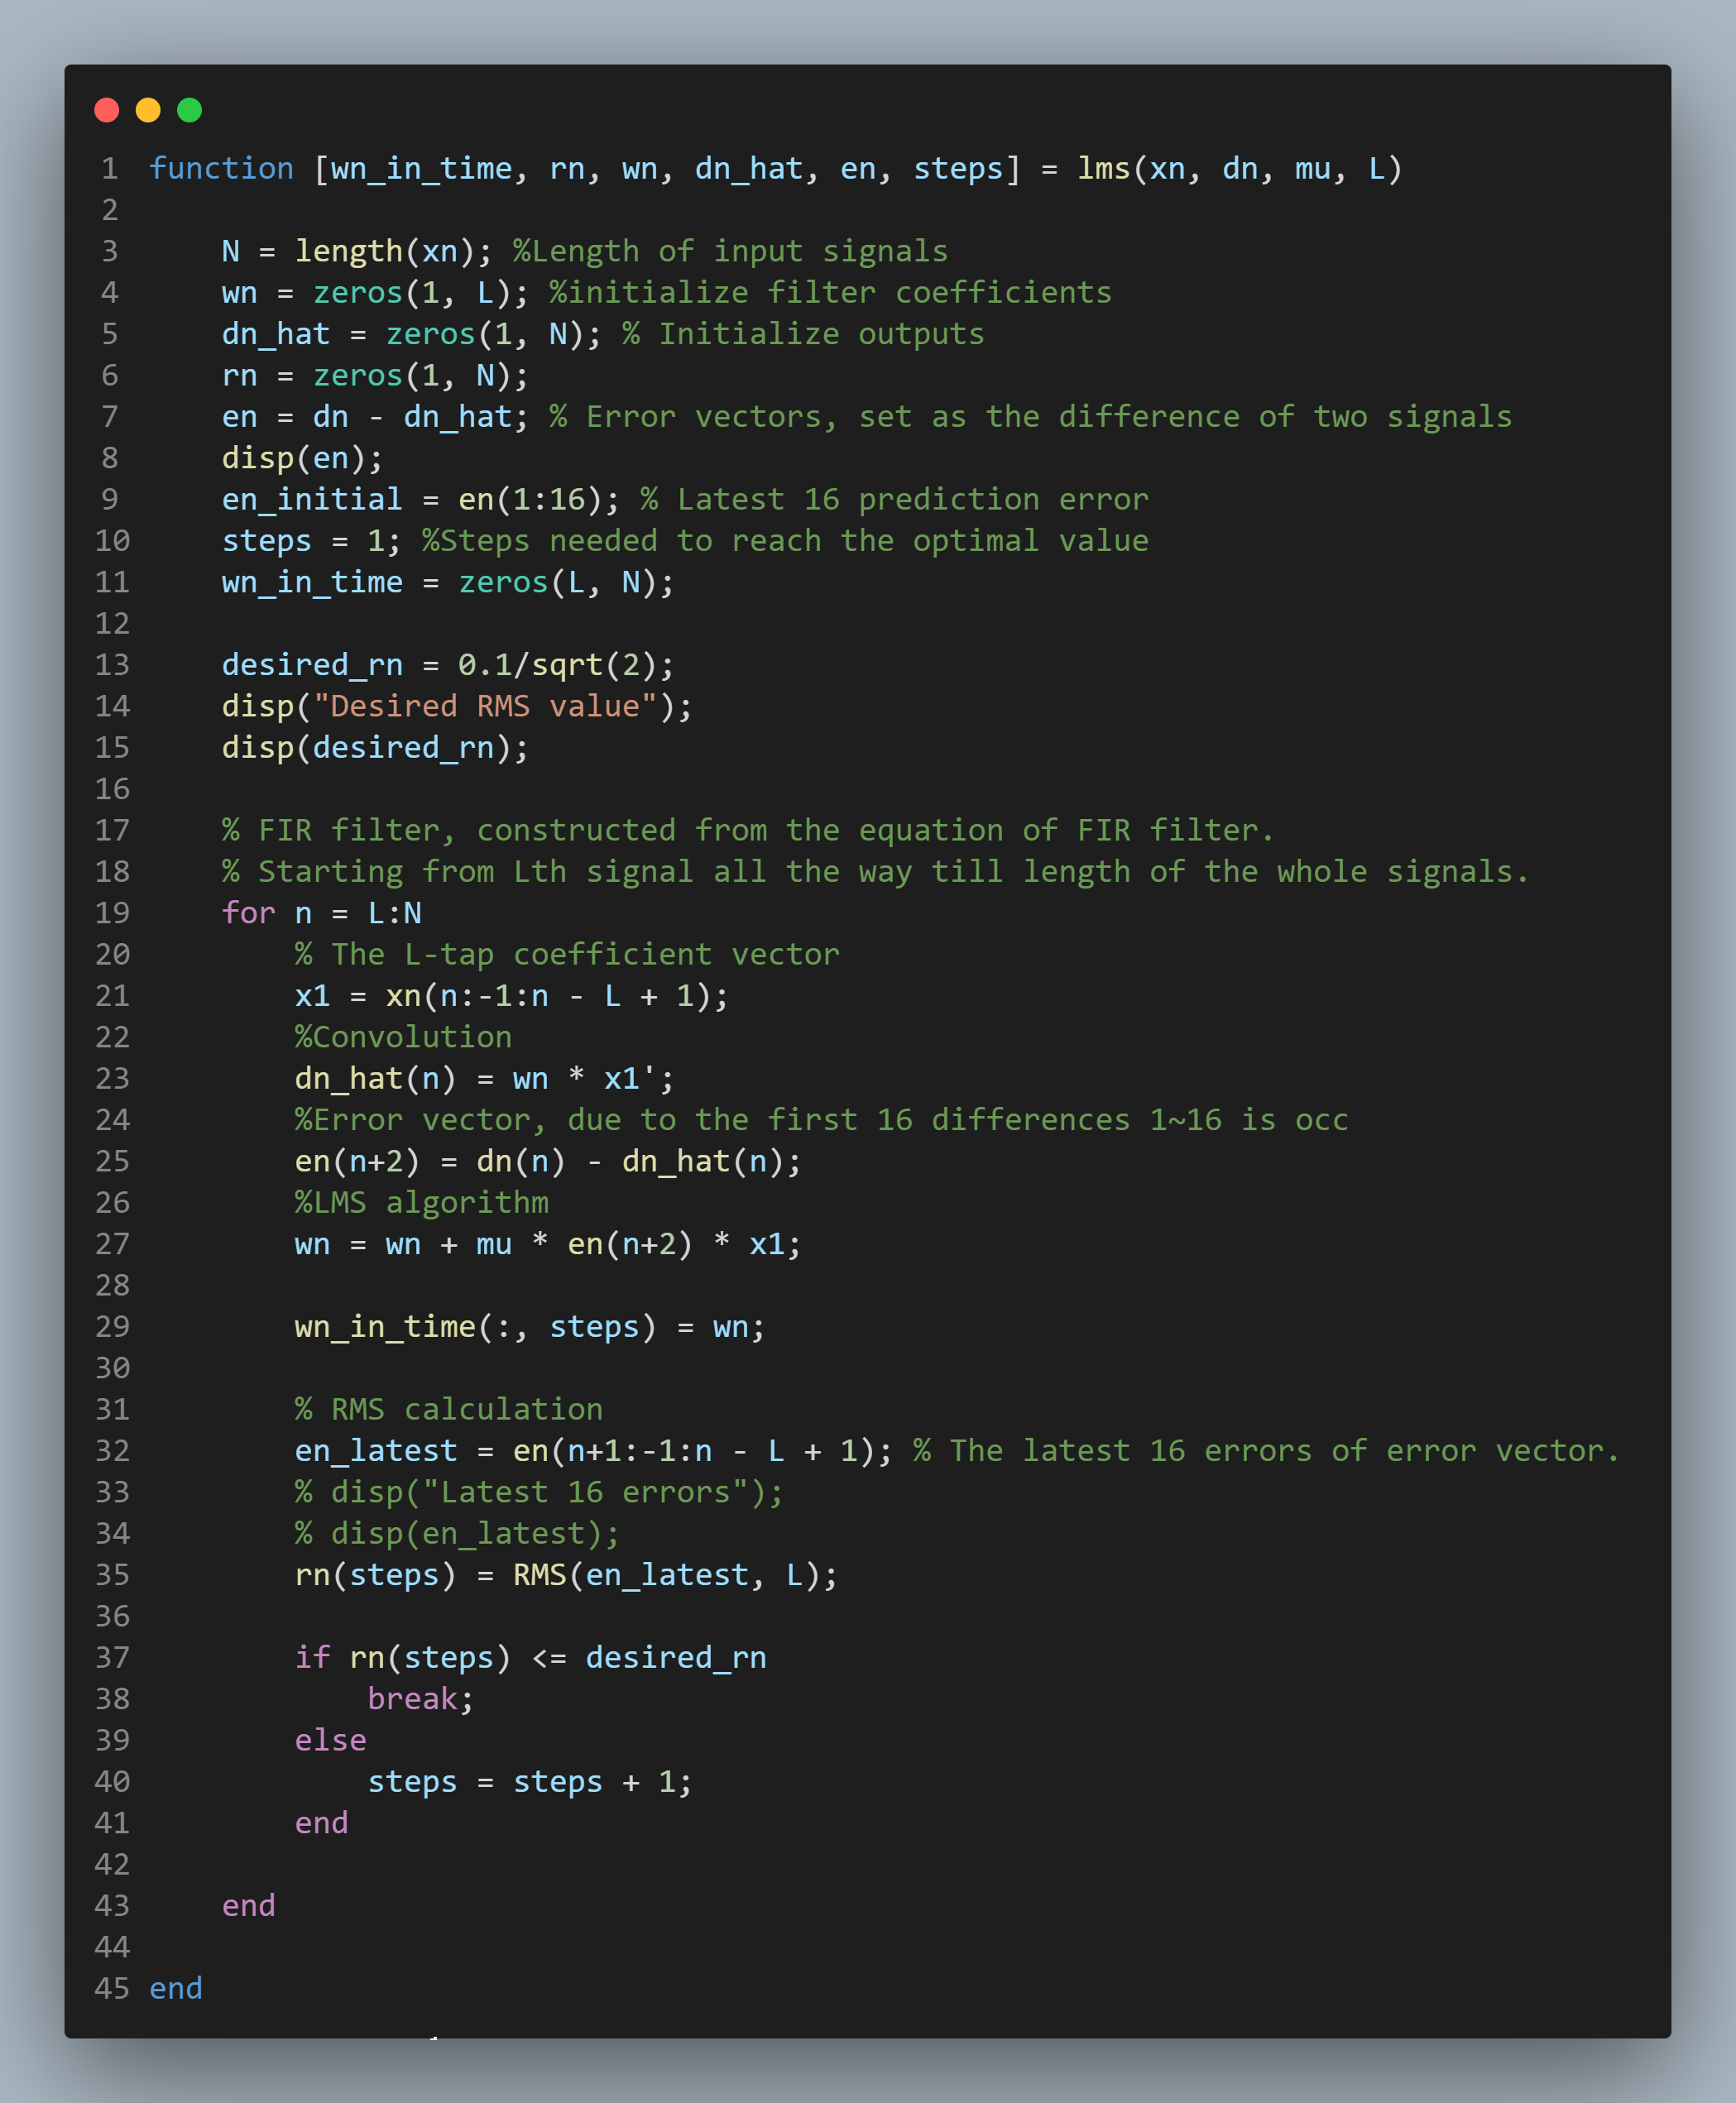 1 function [wn_in_time, rn, wn, dn_hat, en, steps] = lms(xn, dn, mu, L)
2
3     N = length(xn); %Length of input signals
4     wn = zeros(1, L); %initialize filter coefficients
5     dn_hat = zeros(1, N); % Initialize outputs
6     rn = zeros(1, N);
7     en = dn - dn_hat; % Error vectors, set as the difference of two signals
8     disp(en);
9     en_initial = en(1:16); % Latest 16 prediction error
10     steps = 1; %Steps needed to reach the optimal value
11     wn_in_time = zeros(L, N);
12
13     desired_rn = 0.1/sqrt(2);
14     disp("Desired RMS value");
15     disp(desired_rn);
16
17     % FIR filter, constructed from the equation of FIR filter.
18     % Starting from Lth signal all the way till length of the whole signals.
19     for n = L:N
20         % The L-tap coefficient vector
21         x1 = xn(n:-1:n - L + 1);
22         %Convolution
23         dn_hat(n) = wn * x1';
24         %Error vector, due to the first 16 differences 1~16 is occ
25         en(n+2) = dn(n) - dn_hat(n);
26         %LMS algorithm
27         wn = wn + mu * en(n+2) * x1;
28
29         wn_in_time(:, steps) = wn;
30
31         % RMS calculation
32         en_latest = en(n+1:-1:n - L + 1); % The latest 16 errors of error vector.
33         % disp("Latest 16 errors");
34         % disp(en_latest);
35         rn(steps) = RMS(en_latest, L);
36
37         if rn(steps) <= desired_rn
38             break;
39         else
40             steps = steps + 1;
41         end
42
43     end
44
45 end